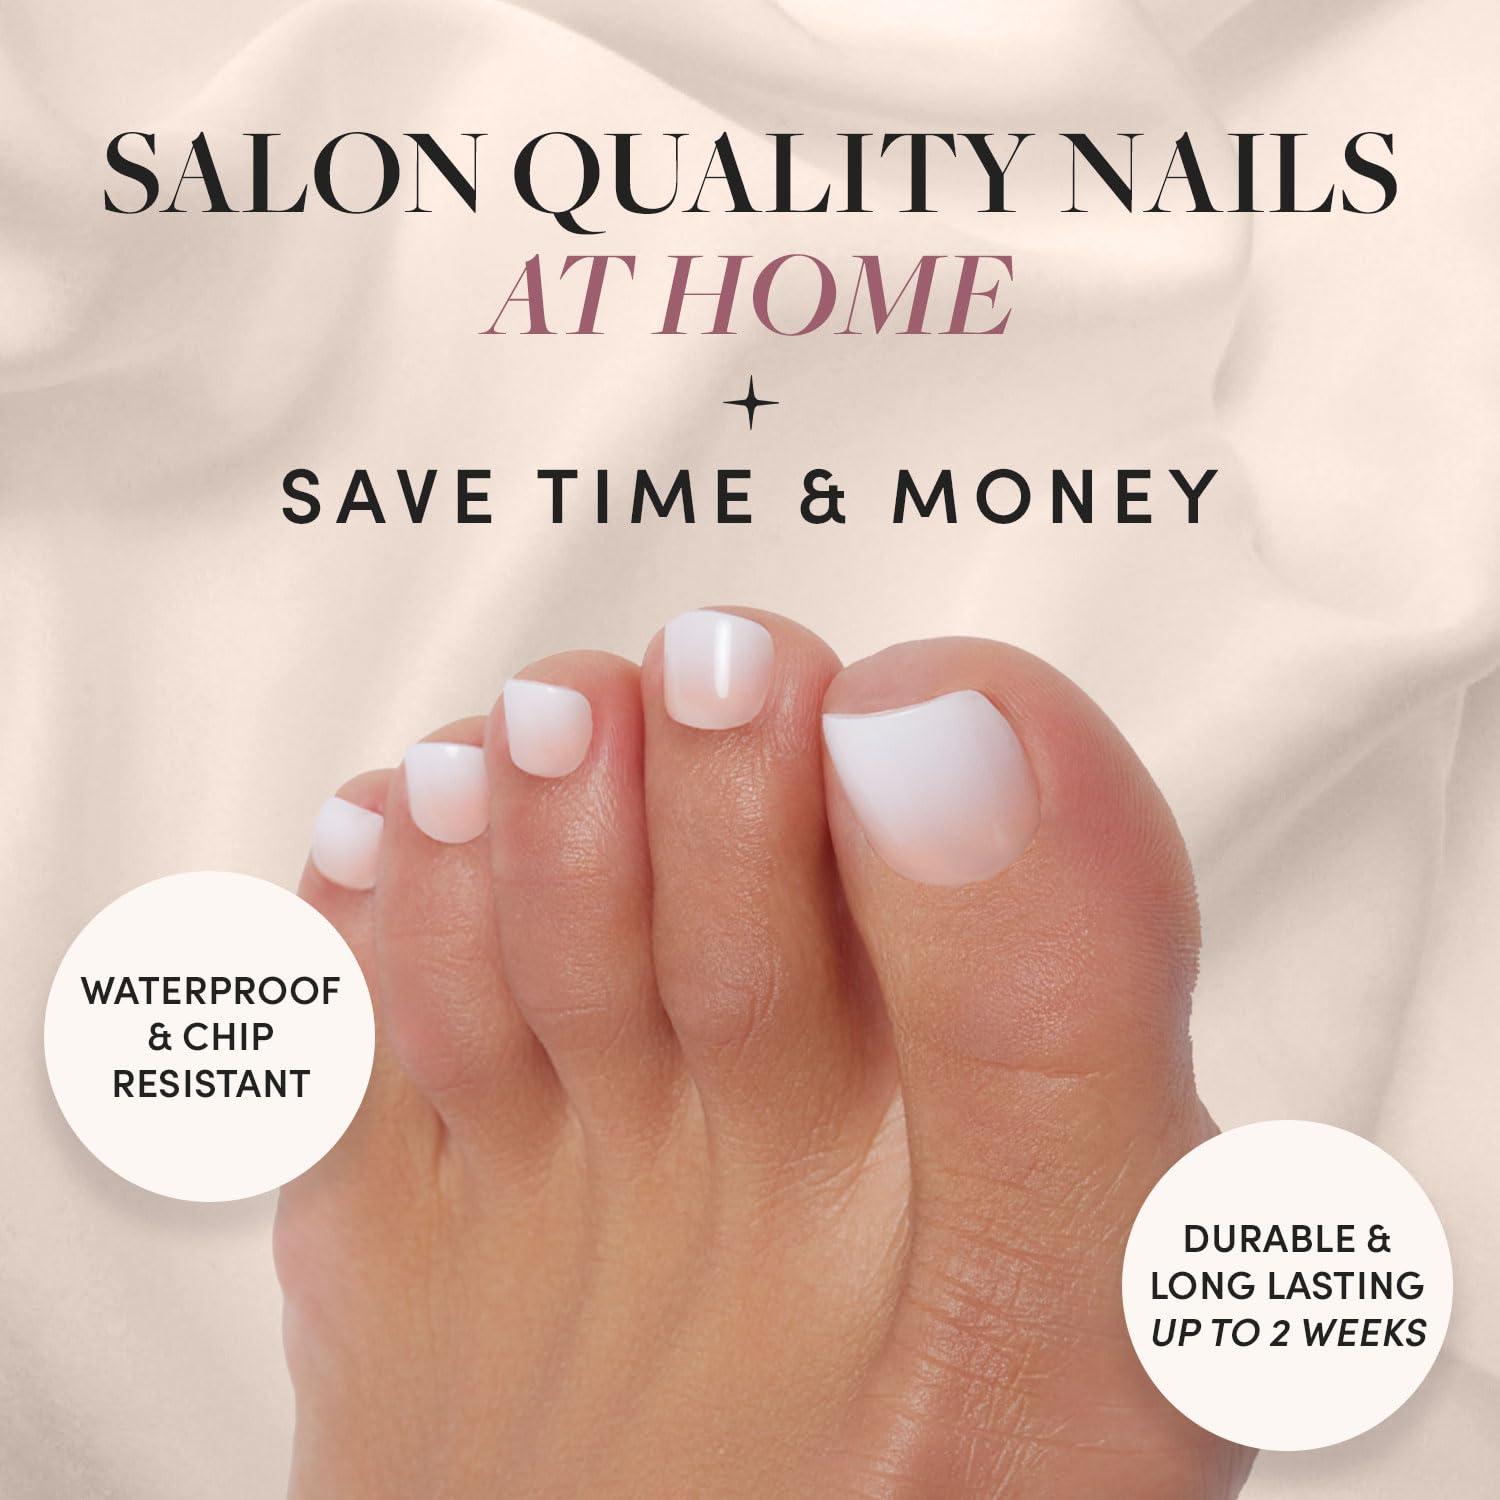 SALON QUALITY NAILS
AT HOME
SAVE TIME & MONEY
WATERPROOF
& CHIP
RESISTANT
DURABLE &
LONG LASTING
UP TO 2 WEEKS